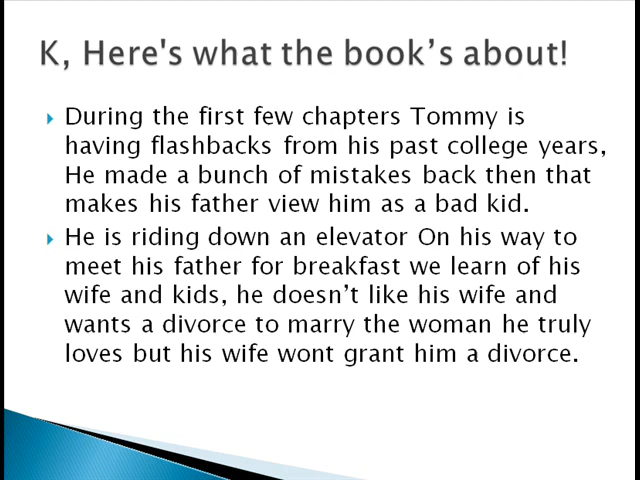 K, Here's what the book’s about!
During the first few chapters Tommy is
having flashbacks from his past college years,
He made a bunch of mistakes back then that
makes his father view him as a bad kid.
He is riding down an elevator On his way to
meet his father for breakfast we learn of his
wife and kids, he doesn’t like his wife and
wants a divorce to marry the woman he truly
loves but his wife wont grant him a divorce.